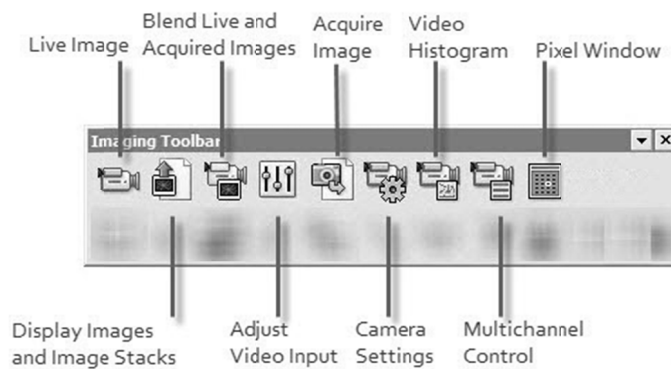 Live Image
Blend Live and
Acquired Images
Acquire
Image
Video
Histogram
Pixel Window
Imaging Toolbar
Display Images
and Image Stacks
Adjust
Video Input
Camera
Settings
Multichannel
Control